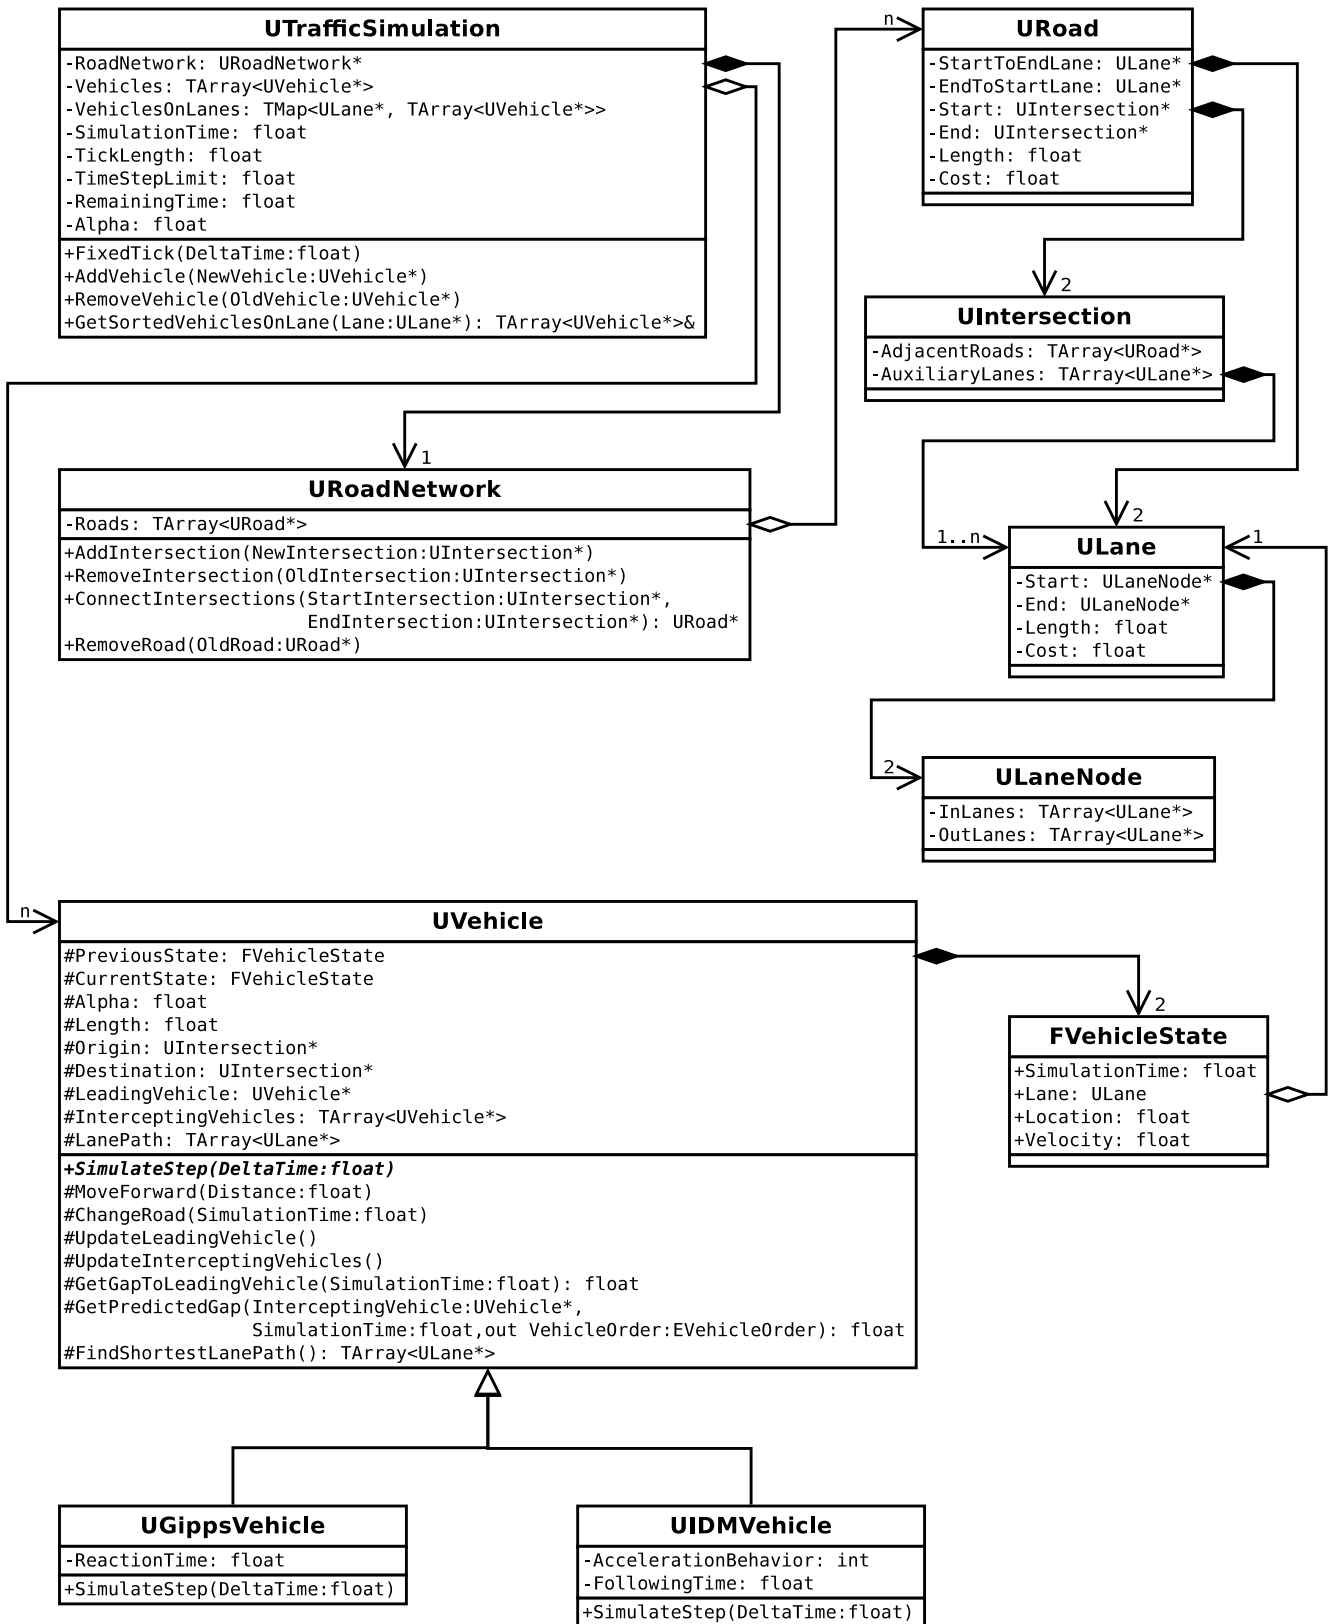 UTrafficSimulation
-RoadNetwork: URoadNetwork*
-Vehicles: TArray<UVehicle*>
-VehiclesOnLanes: TMap<ULane*, TArray<UVehicle*>>
-SimulationTime: float
-TickLength: float
-TimeStepLimit: float
-RemainingTime: float
-Alpha: float
+FixedTick(DeltaTime:float)
+AddVehicle(NewVehicle:UVehicle*)
+RemoveVehicle(OldVehicle:UVehicle*)
+GetSortedVehiclesOnLane(Lane:ULane*): TArray<UVehicle*>&
n
URoad
-StartToEndLane: ULane*
-EndToStartLane: ULane*
-Start: UIntersection*
-End: UIntersection*
-Length: float
-Cost: float
2
UIntersection
-AdjacentRoads: TArray<URoad*>
-AuxiliaryLanes: TArray<ULane*>
1
URoadNetwork
-Roads: TArray<URoad*>
+AddIntersection(NewIntersection:UIntersection*)
+RemoveIntersection(OldIntersection:UIntersection*)
+ConnectIntersections(StartIntersection:UIntersection*,
EndIntersection:UIntersection*): URoad*
+RemoveRoad(OldRoad:URoad*)
2
1..n
1
ULane
-Start: ULaneNode*
-End: ULaneNode*
-Length: float
-Cost: float
2
ULaneNode
-InLanes: TArray<ULane*>
-OutLanes: TArray<ULane*>
n
UVehicle
#PreviousState: FVehicleState
#CurrentState: FVehicleState
#Alpha: float
#Length: float
#Origin: UIntersection*
#Destination: UIntersection*
#LeadingVehicle: UVehicle*
#InterceptingVehicles: TArray<UVehicle*>
#LanePath: TArray<ULane*>
+SimulateStep(DeltaTime:float)
#MoveForward(Distance:float)
#ChangeRoad(SimulationTime:float)
#UpdateLeadingVehicle()
#UpdateInterceptingVehicles()
#GetGapToLeadingVehicle(SimulationTime:float): float
#GetPredictedGap(InterceptingVehicle:UVehicle*,
SimulationTime:float,out VehicleOrder:EVehicleOrder): float
#FindShortestLanePath(): TArray<ULane*>
2
FVehicleState
+SimulationTime: float
+Lane: ULane
+Location: float
+Velocity: float
UGippsVehicle
-ReactionTime: float
+SimulateStep(DeltaTime:float)
UIDMVehicle
-AccelerationBehavior: int
-FollowingTime: float
+SimulateStep(DeltaTime:float)